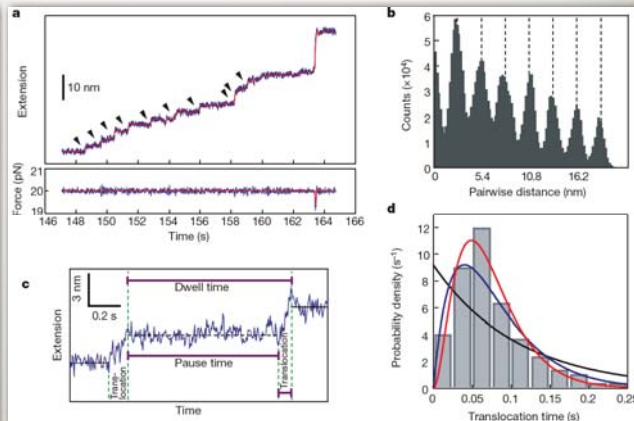 a
Extension
10 nm
Force (pN)
21
20
19
146 148 150 152 154 156 158 160 162 164 166
Time (s)
b
Counts (×10⁴)
6
5
4
3
2
1
0
0 5.4 10.8 16.2
Pairwise distance (nm)
c
3 nm
0.2 s
Dwell time
Pause time
Trans-
location
Translocation
Extension
Time
d
Probability density (s⁻¹)
12
10
8
6
4
2
0
0 0.05 0.1 0.15 0.2 0.25
Translocation time (s)